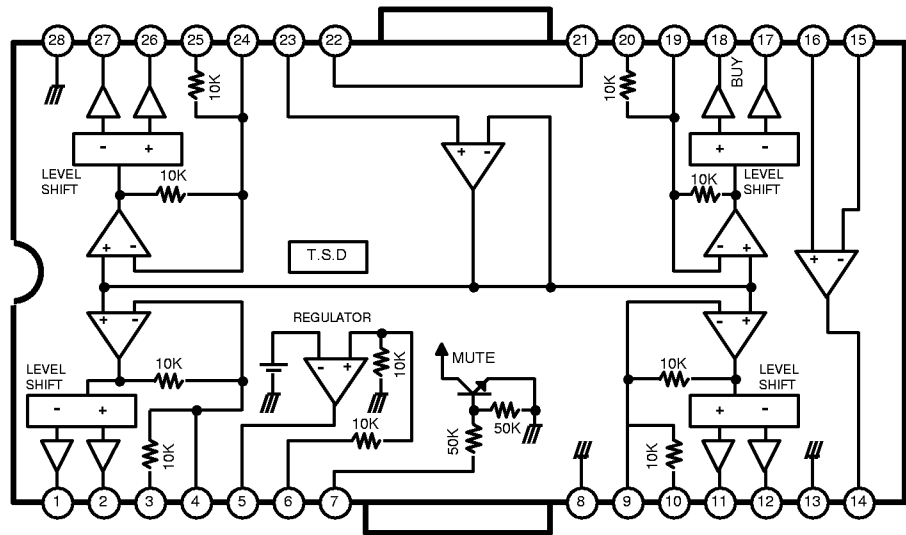 28 27 26 25 24 23 22 21 20 19 18 17 16 15
10K
10K
BUY
- +
+ -
- +
LEVEL
SHIFT
10K
10K
LEVEL
SHIFT
+ -
- +
+ -
T.S.D
+ -
REGULATOR
- +
LEVEL
SHIFT
10K
- +
10K
MUTE
10K
LEVEL
SHIFT
- +
10K
10K
50K
50K
10K
+ -
1 2 3 4 5 6 7 8 9 10 11 12 13 14